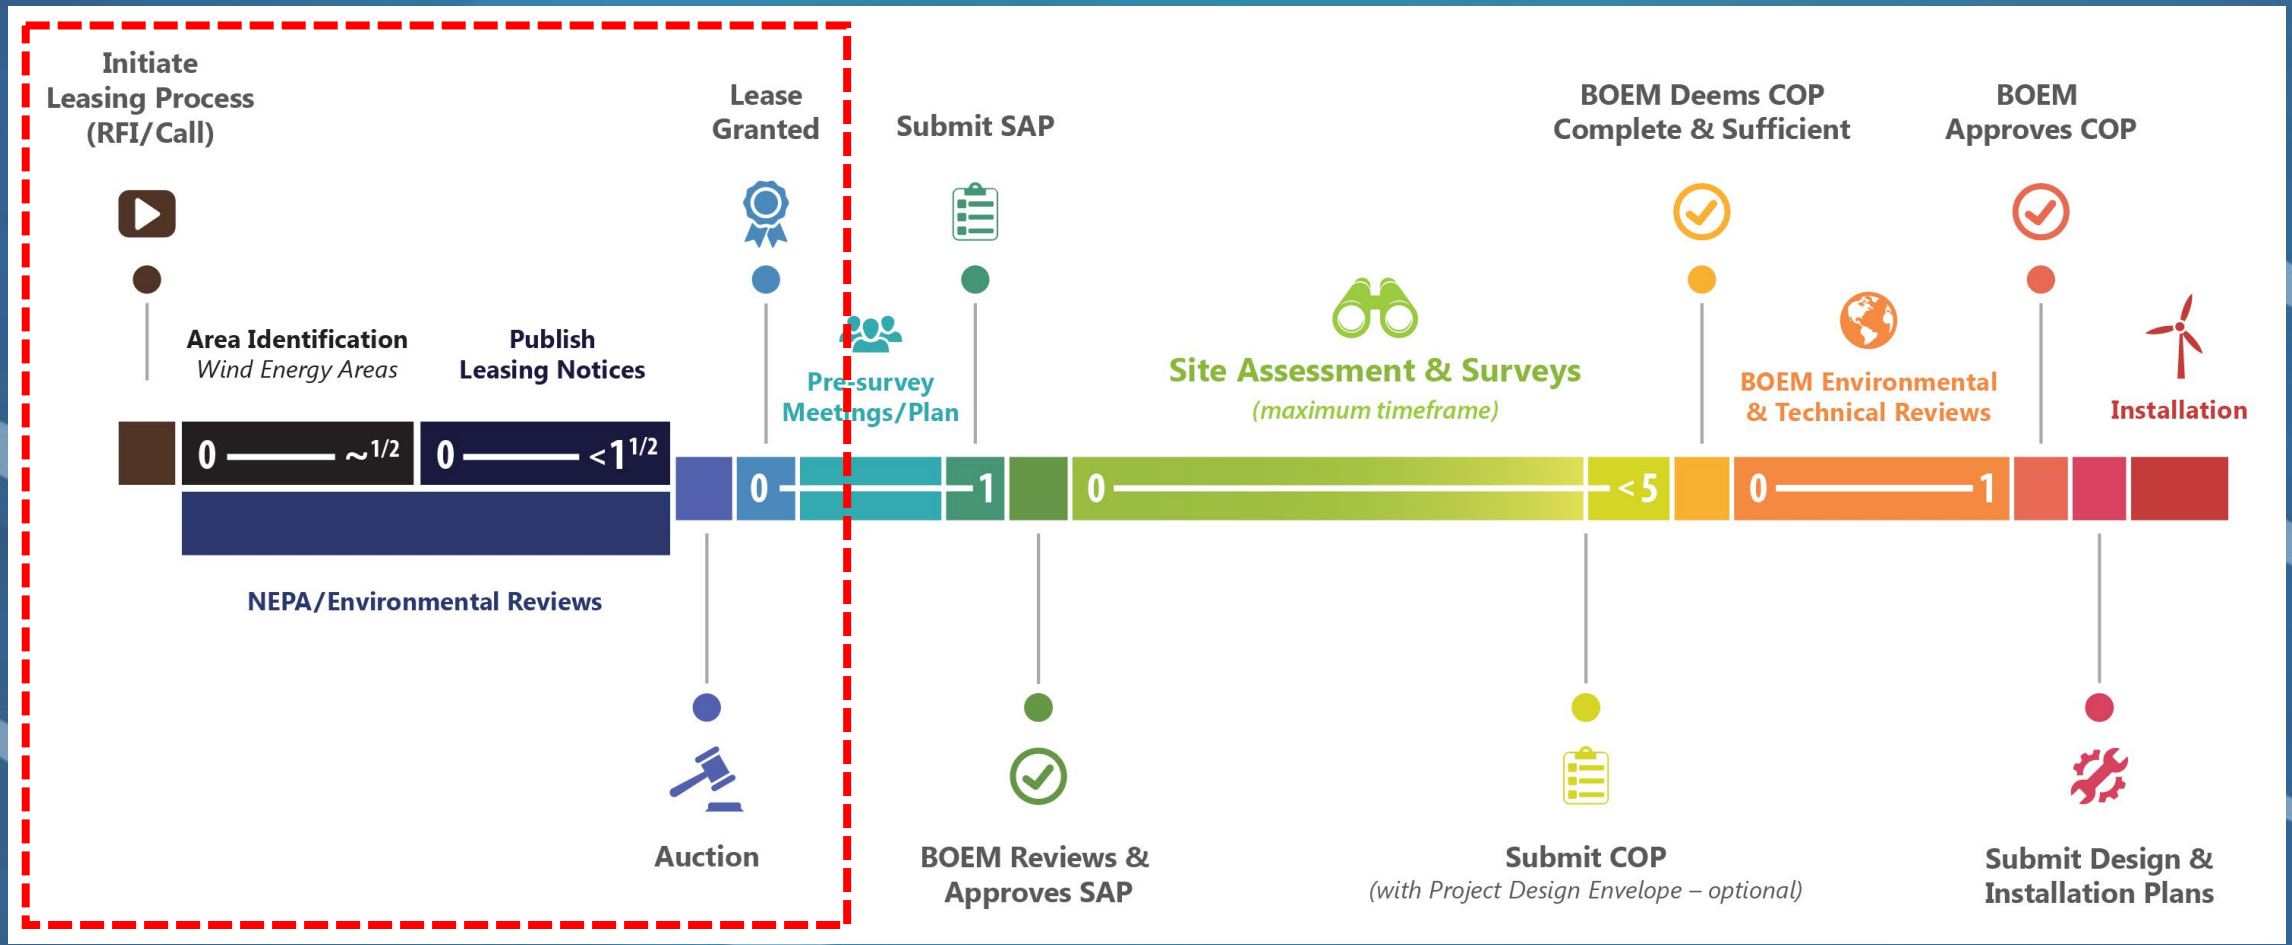 Initiate
Leasing Process
(RFI/Call)
Lease
Granted
Submit SAP
BOEM Deems COP
Complete & Sufficient
BOEM
Approves COP
Area Identification
Wind Energy Areas
Publish
Leasing Notices
Pre-survey
Meetings/Plan
Site Assessment & Surveys
(maximum timeframe)
BOEM Environmental
& Technical Reviews
Installation
0 ~1/2
0 <1 1/2
0 1
0 <5
0 1
NEPA/Environmental Reviews
Auction
BOEM Reviews &
Approves SAP
Submit COP
(with Project Design Envelope – optional)
Submit Design &
Installation Plans